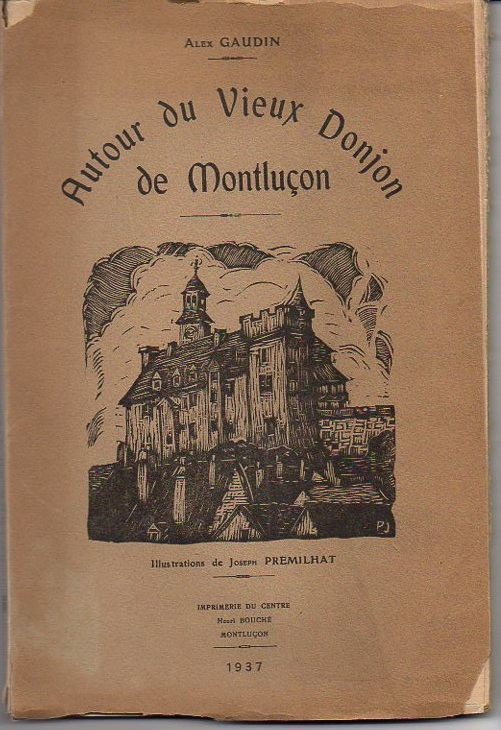 Alex GAUDIN
Autour du Vieux Donjon
de Montluçon
PJ
Illustrations de Joseph PREMILHAT
IMPRIMERIE DU CENTRE
Henri BOUCHÉ
MONTLUÇON
1937